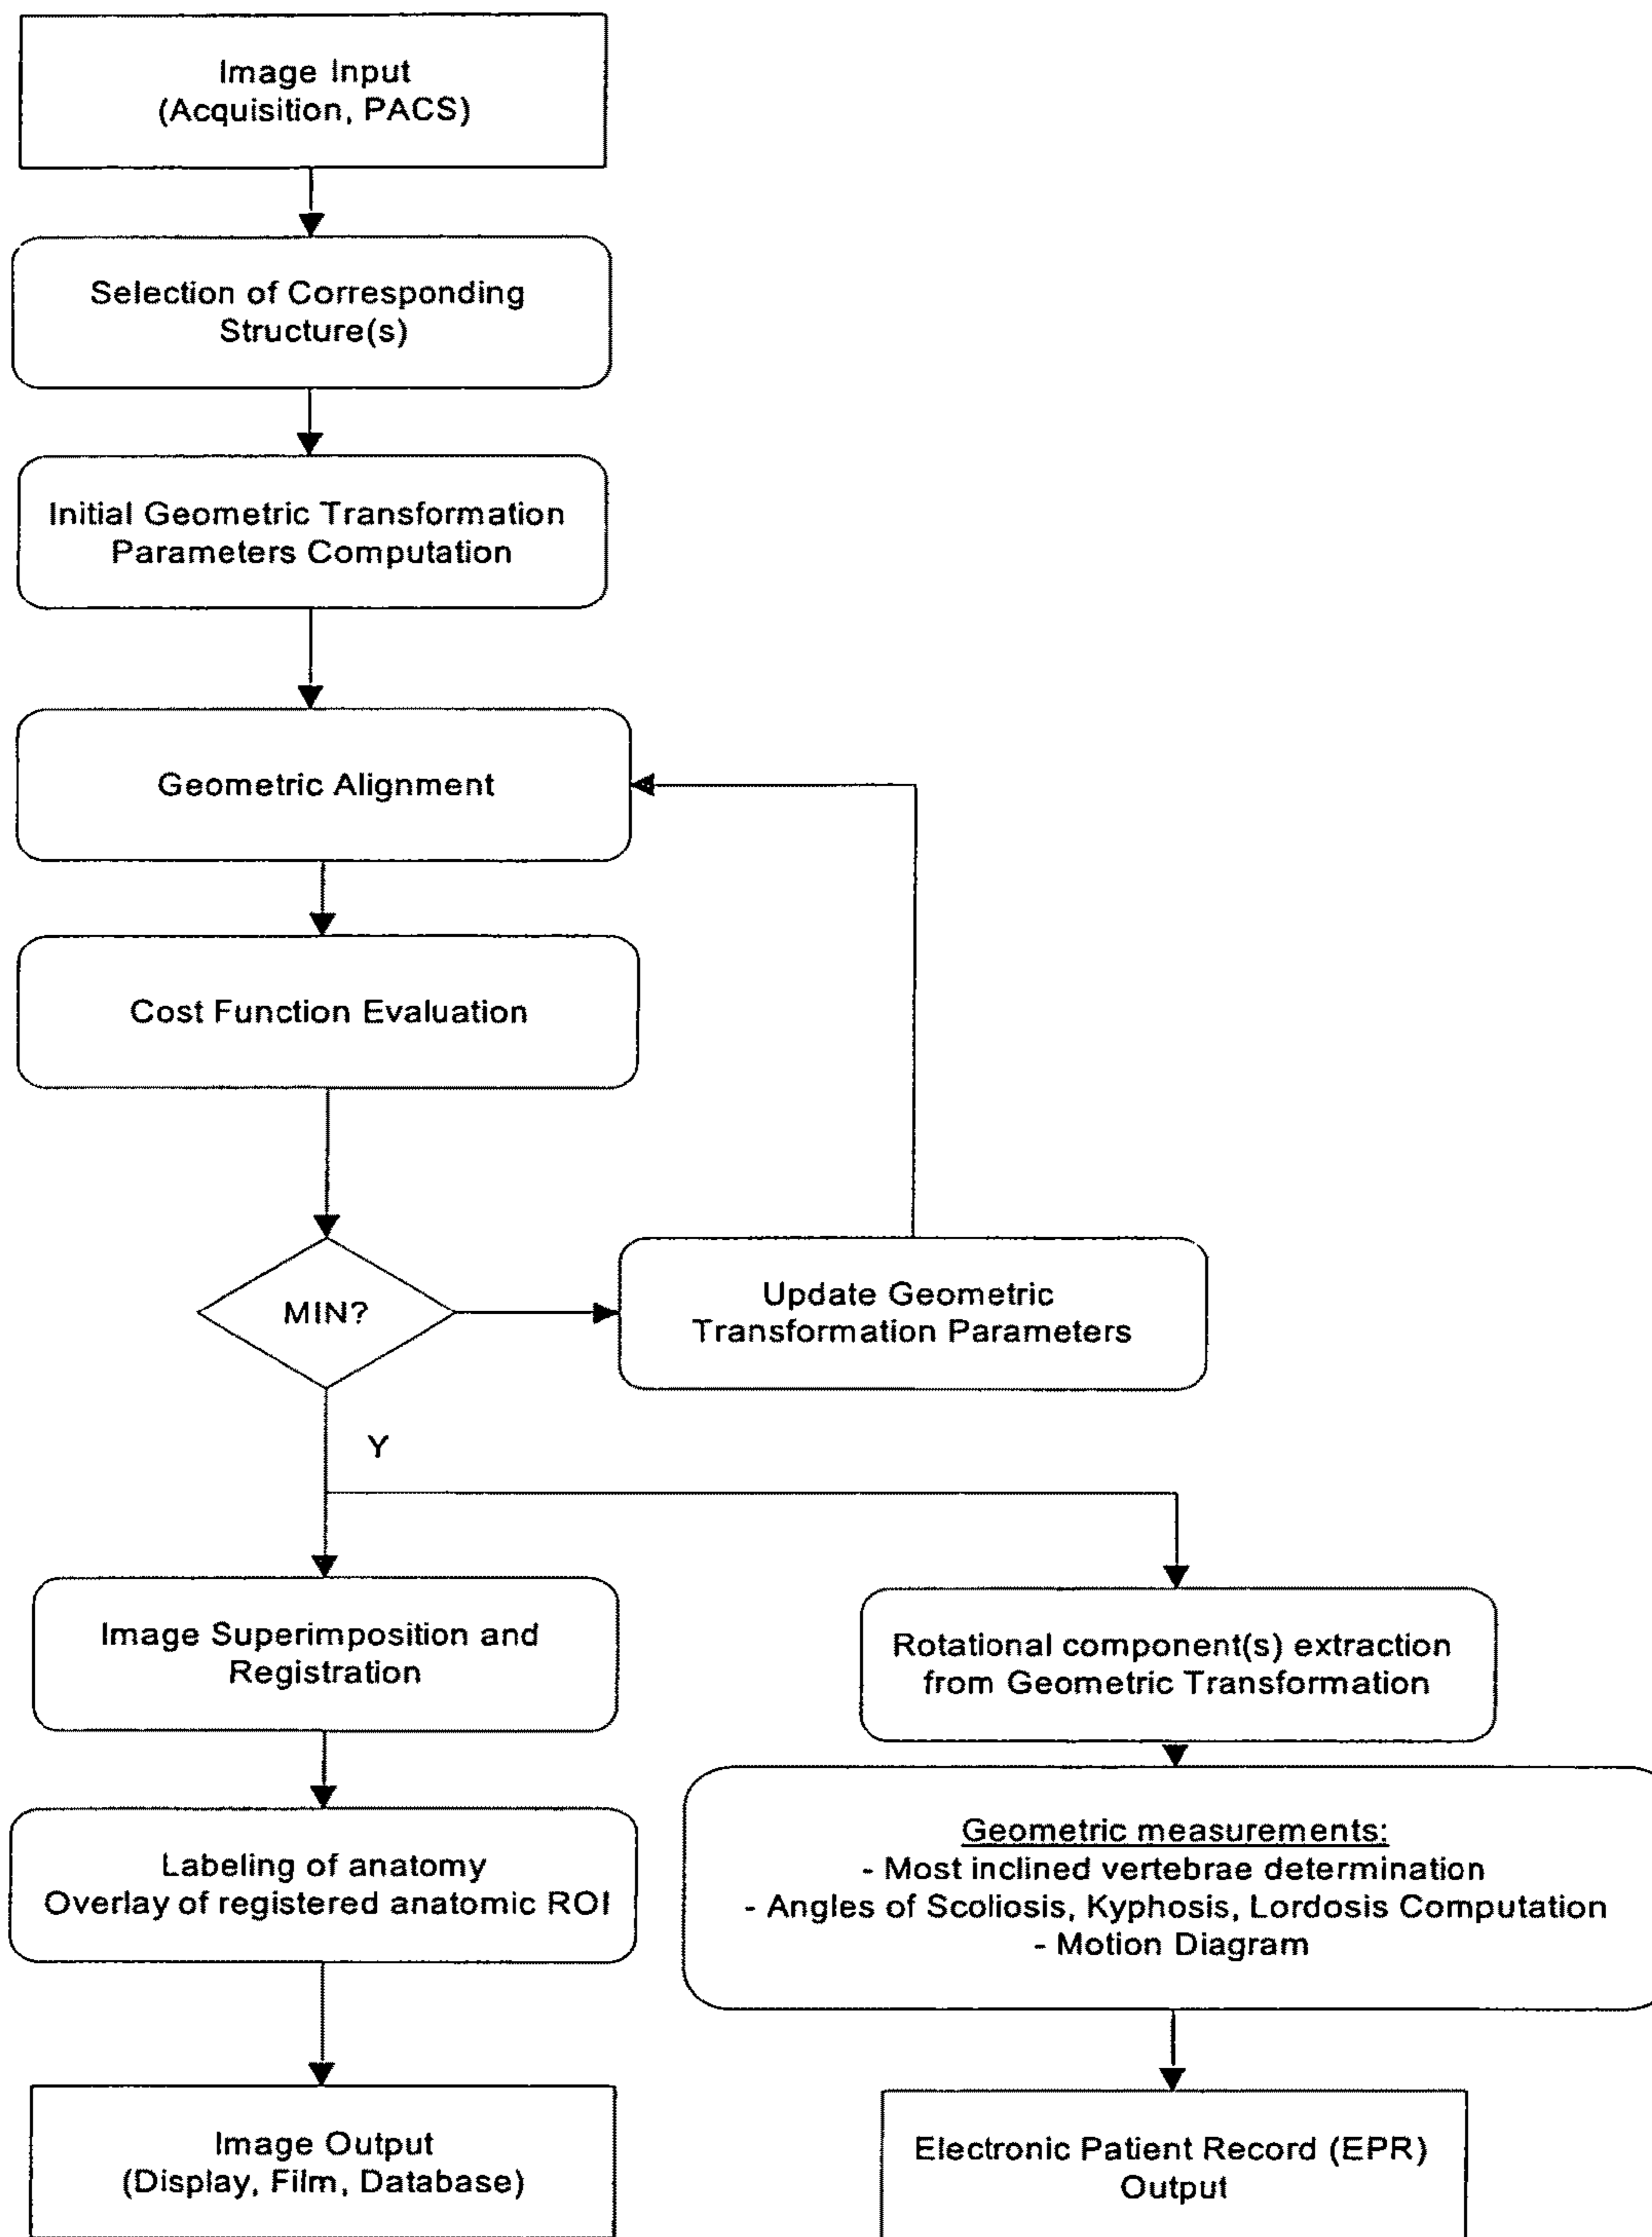 Image Input
(Acquisition, PACS)
Selection of Corresponding
Structure(s)
Initial Geometric Transformation
Parameters Computation
Geometric Alignment
Cost Function Evaluation
MIN?
Update Geometric
Transformation Parameters
Y
Image Superimposition and
Registration
Rotational component(s) extraction
from Geometric Transformation
Labeling of anatomy
Overlay of registered anatomic ROI
Geometric measurements:
- Most inclined vertebrae determination
- Angles of Scoliosis, Kyphosis, Lordosis Computation
- Motion Diagram
Image Output
(Display, Film, Database)
Electronic Patient Record (EPR)
Output